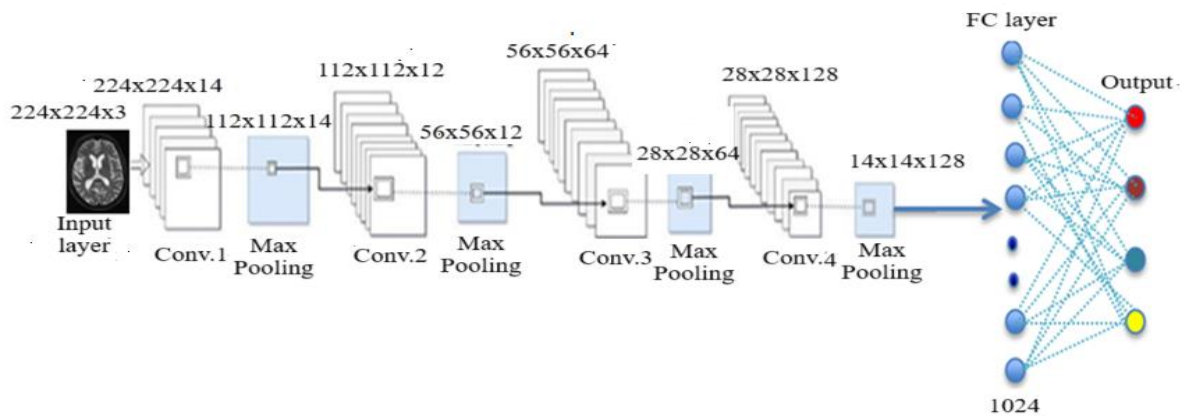 FC layer
Output
56x56x64
28x28x128
112x112x12
224x224x14
224x224x3
112x112x14
56x56x12
28x28x64
14x14x128
Input
layer
Conv.1
Max
Pooling
Conv.2
Max
Pooling
Conv.3
Max
Pooling
Conv.4
Max
Pooling
1024